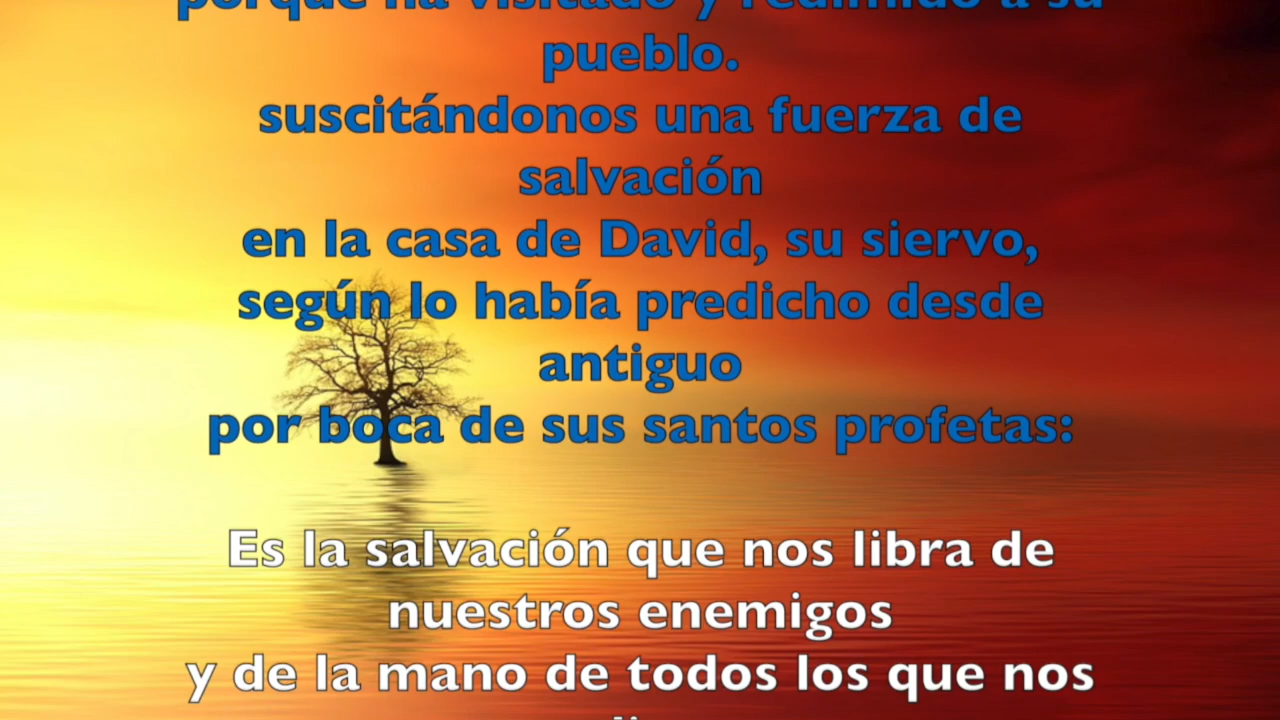 porque ha visitado y redimido a su
pueblo.
suscitándonos una fuerza de
salvación
en la casa de David, su siervo,
según lo había predicho desde
antiguo
por boca de sus santos profetas:
Es la salvación que nos libra de
nuestros enemigos
y de la mano de todos los que nos